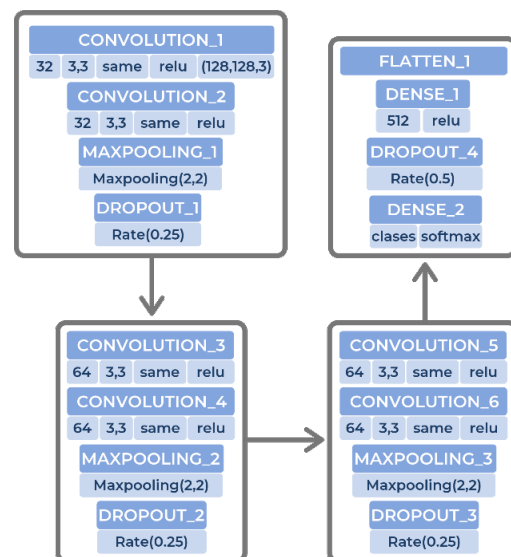 CONVOLUTION_1
32 3,3 same relu (128,128,3)
CONVOLUTION_2
32 3,3 same relu
MAXPOOLING_1
Maxpooling(2,2)
DROPOUT_1
Rate(0.25)
CONVOLUTION_3
64 3,3 same relu
CONVOLUTION_4
64 3,3 same relu
MAXPOOLING_2
Maxpooling(2,2)
DROPOUT_2
Rate(0.25)
CONVOLUTION_5
64 3,3 same relu
CONVOLUTION_6
64 3,3 same relu
MAXPOOLING_3
Maxpooling(2,2)
DROPOUT_3
Rate(0.25)
FLATTEN_1
DENSE_1
512 relu
DROPOUT_4
Rate(0.5)
DENSE_2
clases softmax